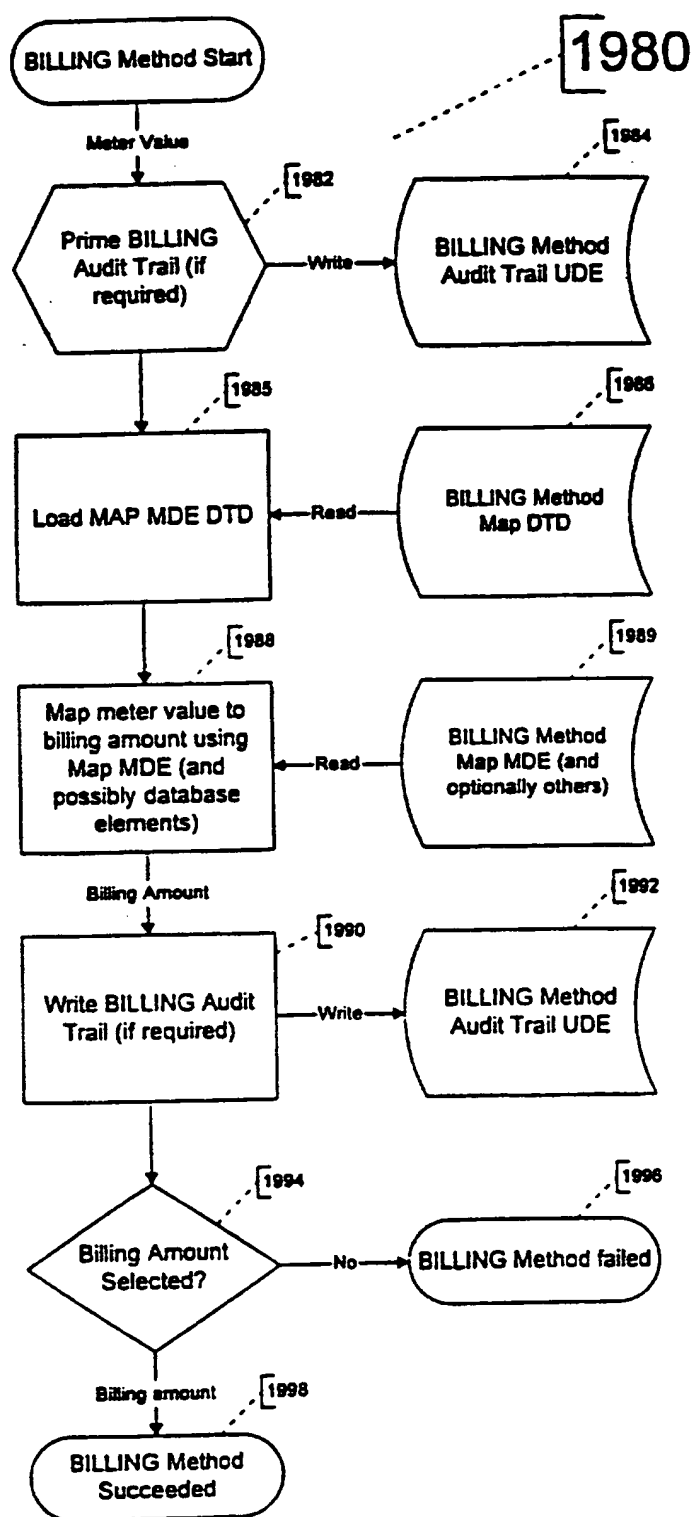 BILLING Method Start
1980
Meter Value
1982
1984
Prime BILLING
Audit Trail (if
required)
Write
BILLING Method
Audit Trail UDE
1985
1986
Load MAP MDE DTD
Read
BILLING Method
Map DTD
1988
1989
Map meter value to
billing amount using
Map MDE (and
possibly database
elements)
Read
BILLING Method
Map MDE (and
optionally others)
Billing Amount
1990
1992
Write BILLING Audit
Trail (if required)
Write
BILLING Method
Audit Trail UDE
1994
1996
Billing Amount
Selected?
No
BILLING Method failed
Billing amount
1998
BILLING Method
Succeeded